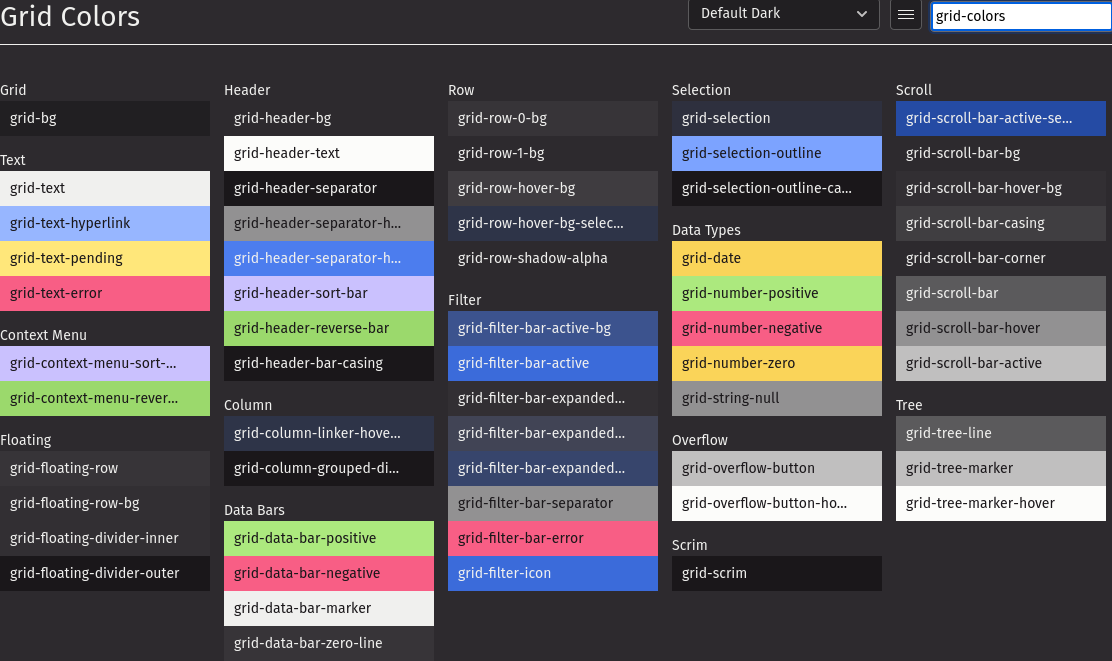 Grid Colors
Default Dark
grid-colors
Grid
grid-bg
Text
grid-text
grid-text-hyperlink
grid-text-pending
grid-text-error
Context Menu
grid-context-menu-sort-...
grid-context-menu-rever...
Floating
grid-floating-row
grid-floating-row-bg
grid-floating-divider-inner
grid-floating-divider-outer
Header
grid-header-bg
grid-header-text
grid-header-separator
grid-header-separator-h...
grid-header-separator-h...
grid-header-sort-bar
grid-header-reverse-bar
grid-header-bar-casing
Column
grid-column-linker-hove...
grid-column-grouped-di...
Data Bars
grid-data-bar-positive
grid-data-bar-negative
grid-data-bar-marker
grid-data-bar-zero-line
Row
grid-row-0-bg
grid-row-1-bg
grid-row-hover-bg
grid-row-hover-bg-selec...
grid-row-shadow-alpha
Filter
grid-filter-bar-active-bg
grid-filter-bar-active
grid-filter-bar-expanded...
grid-filter-bar-expanded...
grid-filter-bar-expanded...
grid-filter-bar-separator
grid-filter-bar-error
grid-filter-icon
Selection
grid-selection
grid-selection-outline
grid-selection-outline-ca...
Data Types
grid-date
grid-number-positive
grid-number-negative
grid-number-zero
grid-string-null
Overflow
grid-overflow-button
grid-overflow-button-ho...
Scrim
grid-scrim
Scroll
grid-scroll-bar-active-se...
grid-scroll-bar-bg
grid-scroll-bar-hover-bg
grid-scroll-bar-casing
grid-scroll-bar-corner
grid-scroll-bar
grid-scroll-bar-hover
grid-scroll-bar-active
Tree
grid-tree-line
grid-tree-marker
grid-tree-marker-hover